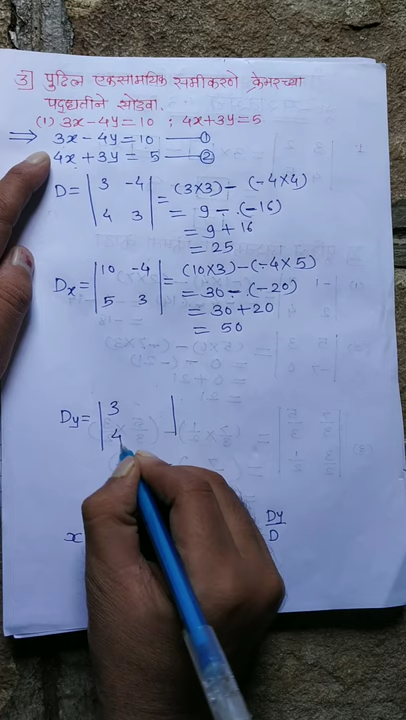 3] पुढिल एकसामयिक समीकरणे क्रेमरच्या
पद्धतीने सोडवा.
(1) 3x-4y=10 ; 4x+3y=5
⇒ 3x-4y=10 —①
4x+3y= 5 —②
D = | 3 -4 | = (3×3) - (-4×4)
| 4 3 | = 9 - (-16)
= 9+16
= 25
Dx = | 10 -4 | = (10×3)-(-4×5)
| 5 3 | = 30 - (-20)
= 30+20
= 50
Dy = | 3 |
| 4 |
x
Dy
D